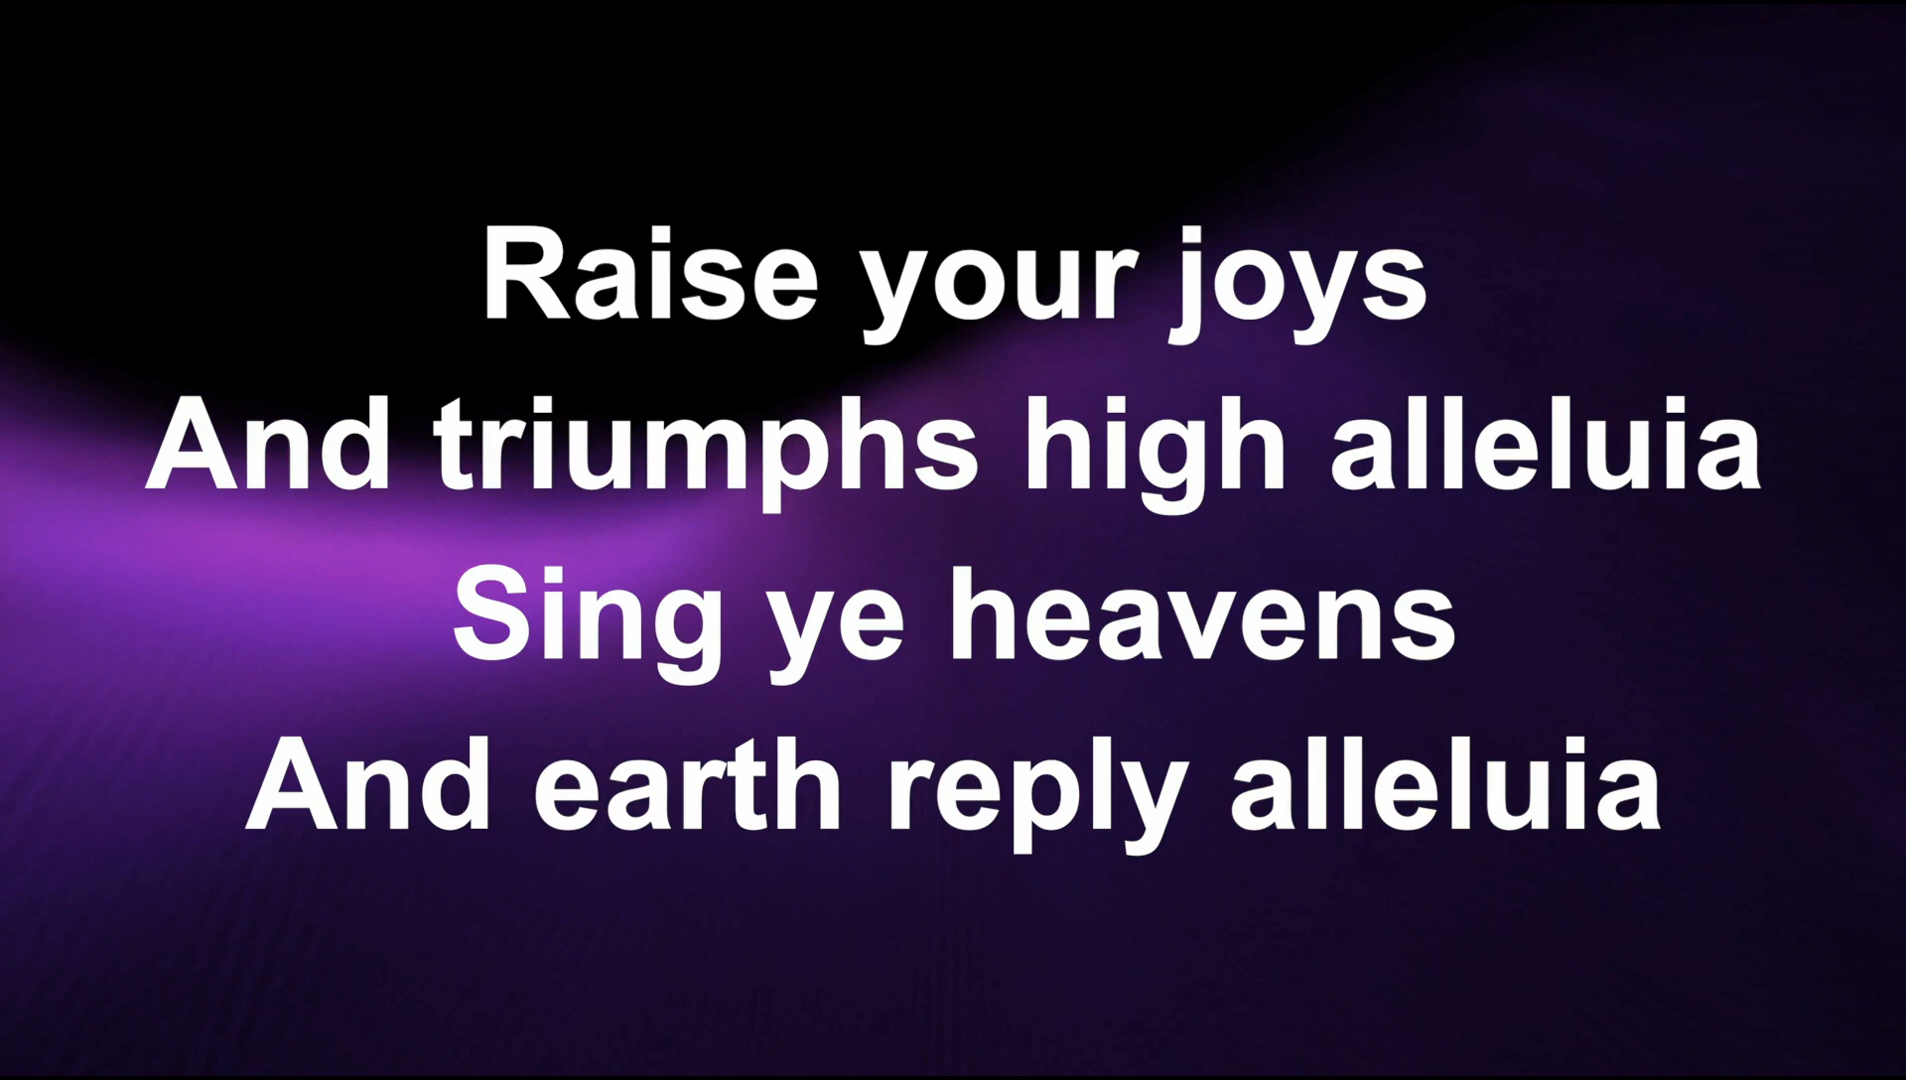 Raise your joys
And triumphs high alleluia
Sing ye heavens
And earth reply alleluia